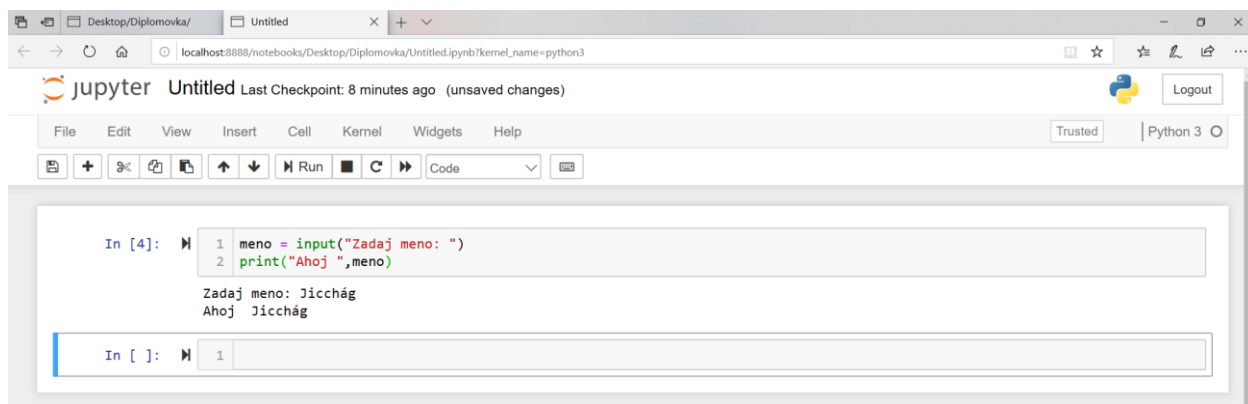 Desktop/Diplomovka/ Untitled
localhost:8888/notebooks/Desktop/Diplomovka/Untitled.ipynb?kernel_name=python3
jupyter Untitled Last Checkpoint: 8 minutes ago (unsaved changes) Logout
File Edit View Insert Cell Kernel Widgets Help Trusted Python 3
Run Code
In [4]: 1 meno = input("Zadaj meno: ")
2 print("Ahoj ",meno)
Zadaj meno: Jicchág
Ahoj  Jicchág
In [ ]: 1